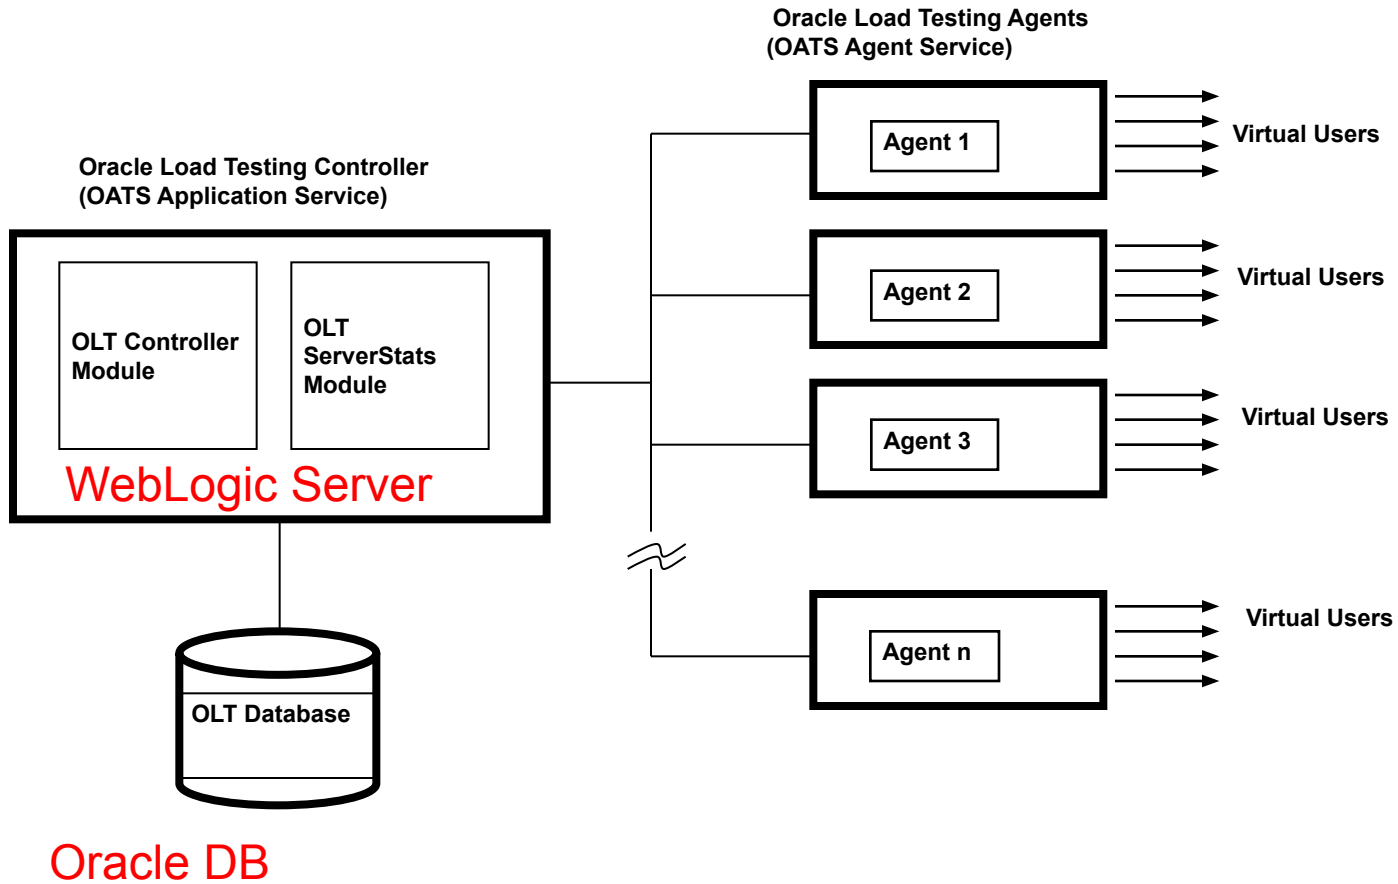 Oracle Load Testing Agents
(OATS Agent Service)
Agent 1
Virtual Users
Oracle Load Testing Controller
(OATS Application Service)
Agent 2
Virtual Users
OLT Controller
Module
OLT
ServerStats
Module
WebLogic Server
Agent 3
Virtual Users
Agent n
Virtual Users
OLT Database
Oracle DB